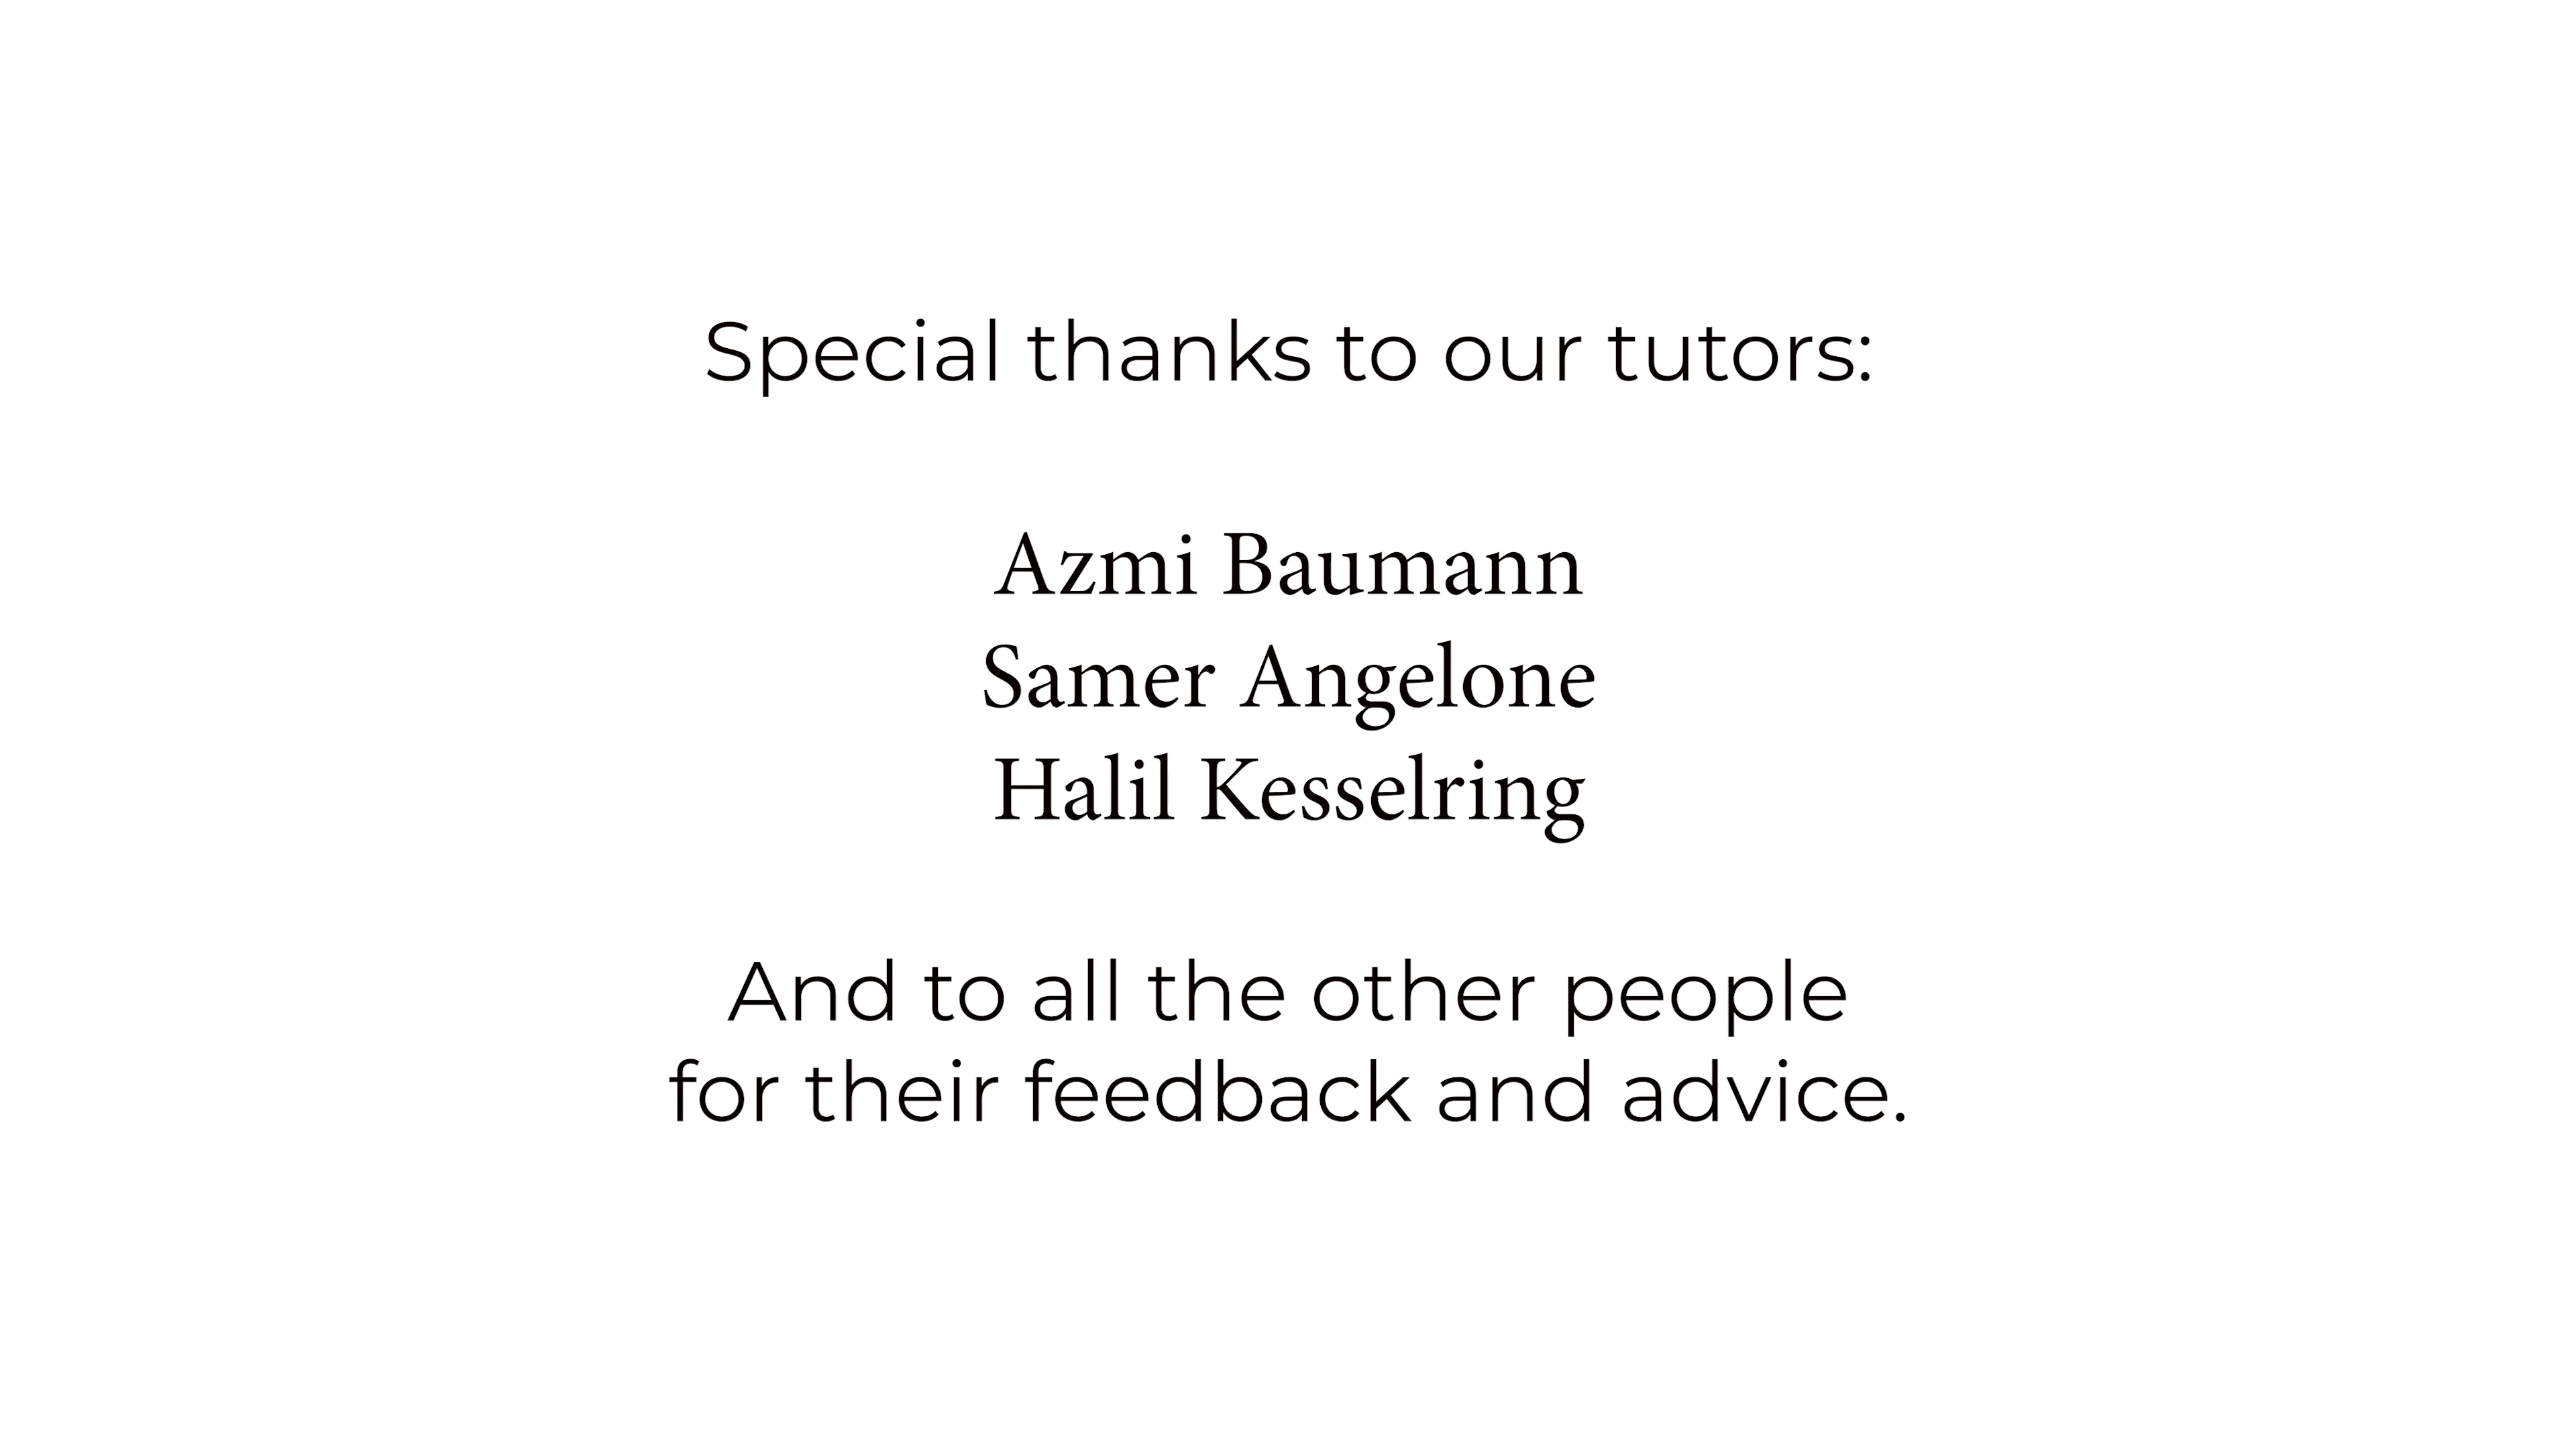 Special thanks to our tutors:
Azmi Baumann
Samer Angelone
Halil Kesselring
And to all the other people
for their feedback and advice.